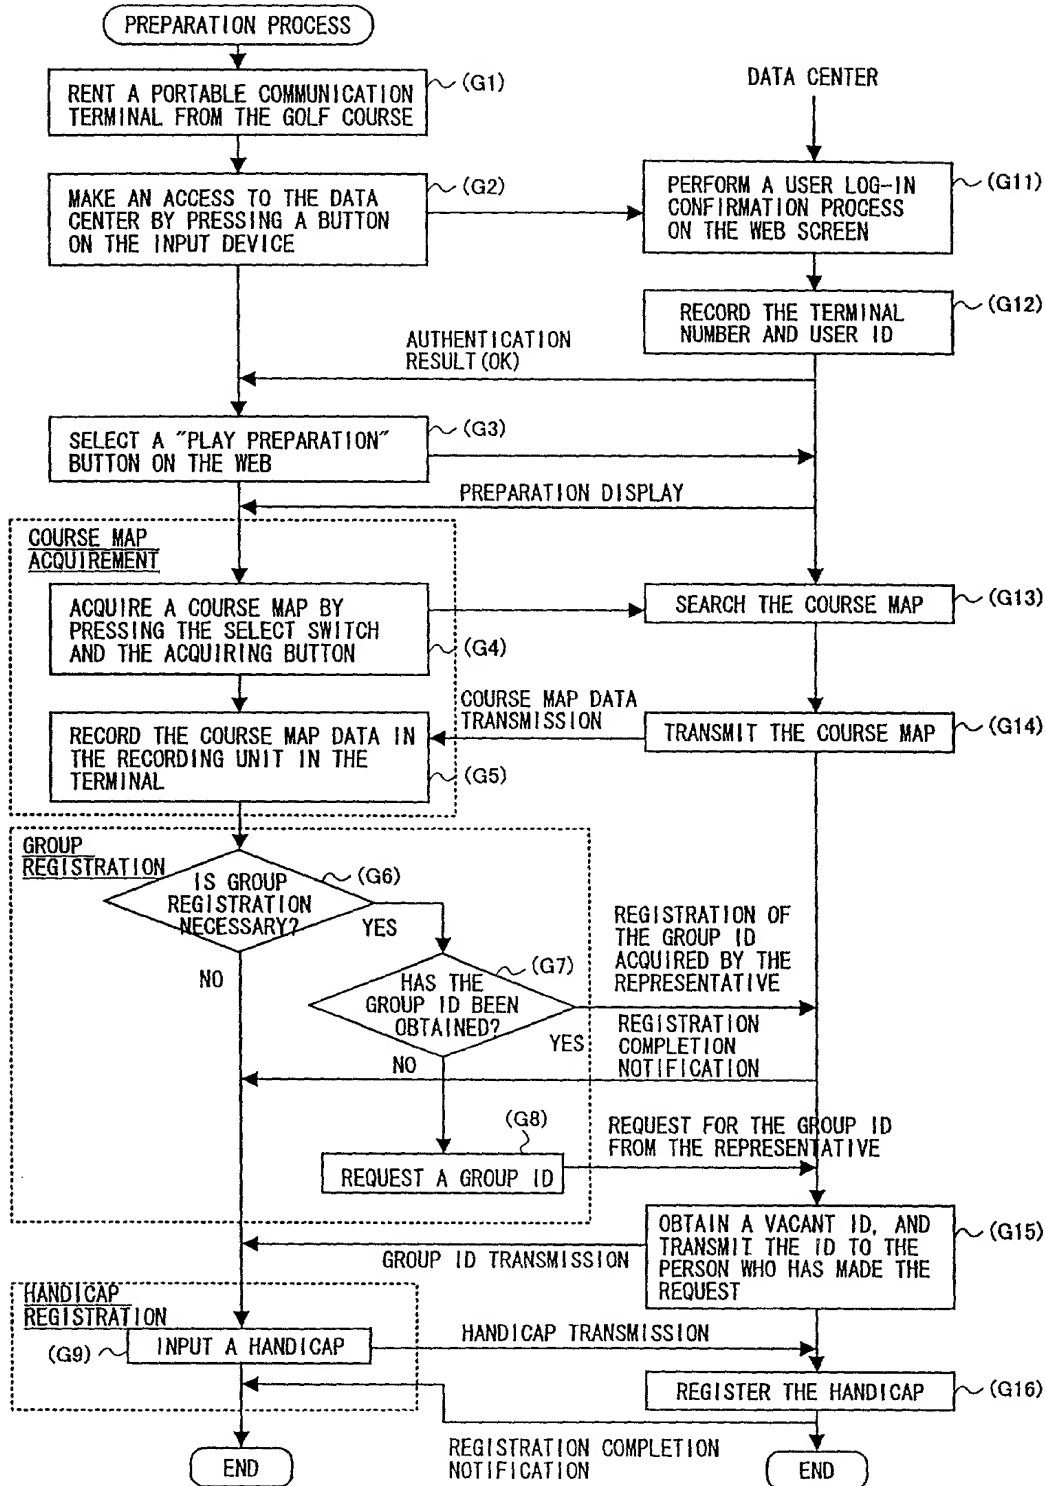 PREPARATION PROCESS
(G1)
RENT A PORTABLE COMMUNICATION
TERMINAL FROM THE GOLF COURSE
DATA CENTER
(G2)
MAKE AN ACCESS TO THE DATA
CENTER BY PRESSING A BUTTON
ON THE INPUT DEVICE
(G11)
PERFORM A USER LOG-IN
CONFIRMATION PROCESS
ON THE WEB SCREEN
(G12)
RECORD THE TERMINAL
NUMBER AND USER ID
AUTHENTICATION
RESULT(OK)
(G3)
SELECT A "PLAY PREPARATION"
BUTTON ON THE WEB
PREPARATION DISPLAY
COURSE MAP
ACQUIREMENT
ACQUIRE A COURSE MAP BY
PRESSING THE SELECT SWITCH
AND THE ACQUIRING BUTTON
(G4)
SEARCH THE COURSE MAP
(G13)
COURSE MAP DATA
TRANSMISSION
RECORD THE COURSE MAP DATA IN
THE RECORDING UNIT IN THE
TERMINAL
(G5)
TRANSMIT THE COURSE MAP
(G14)
GROUP
REGISTRATION
(G6)
IS GROUP
REGISTRATION
NECESSARY?
YES
NO
(G7)
HAS THE
GROUP ID BEEN
OBTAINED?
YES
NO
REGISTRATION OF
THE GROUP ID
ACQUIRED BY THE
REPRESENTATIVE
REGISTRATION
COMPLETION
NOTIFICATION
(G8)
REQUEST A GROUP ID
REQUEST FOR THE GROUP ID
FROM THE REPRESENTATIVE
OBTAIN A VACANT ID, AND
TRANSMIT THE ID TO THE
PERSON WHO HAS MADE THE
REQUEST
(G15)
GROUP ID TRANSMISSION
HANDICAP
REGISTRATION
(G9)
INPUT A HANDICAP
HANDICAP TRANSMISSION
REGISTER THE HANDICAP
(G16)
REGISTRATION COMPLETION
NOTIFICATION
END
END